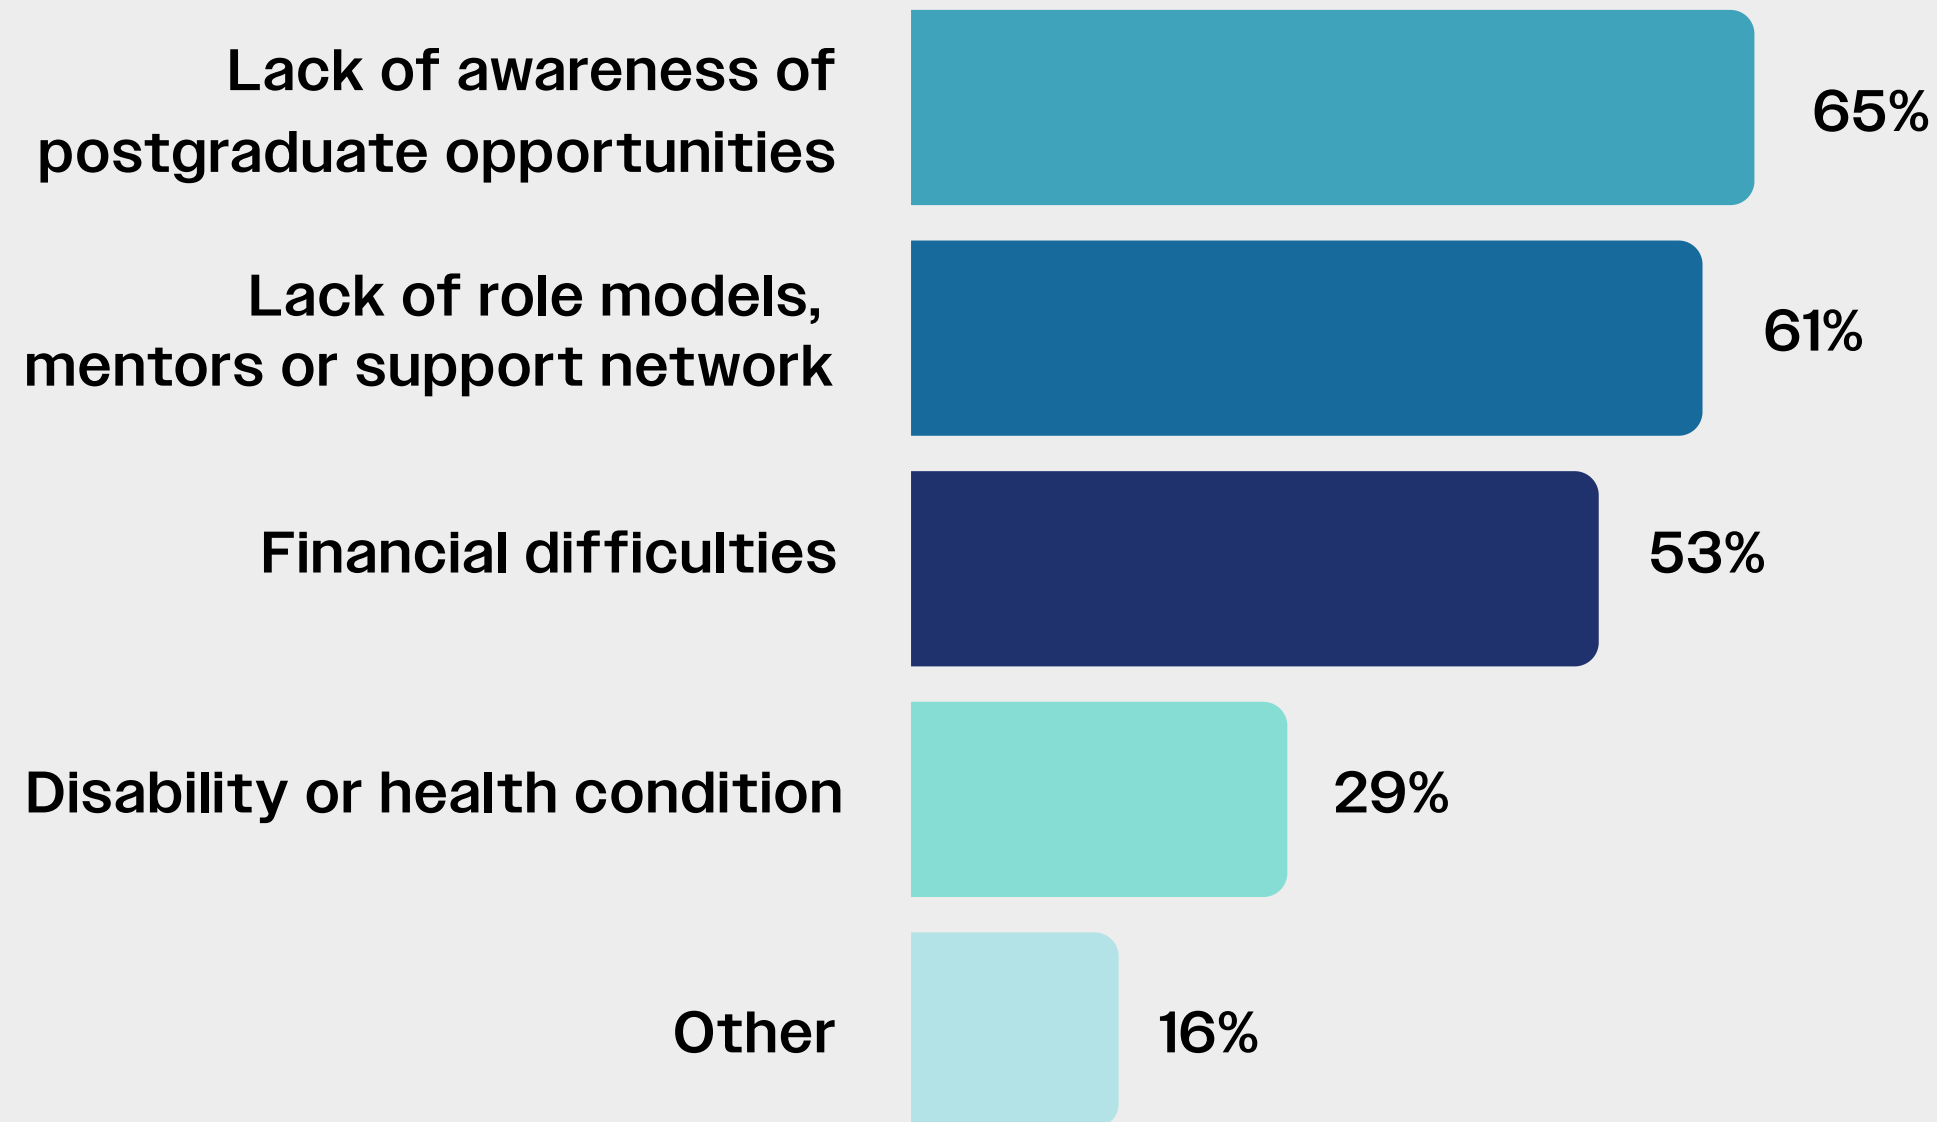 Lack of awareness of
postgraduate opportunities
65%
Lack of role models,
mentors or support network
61%
Financial difficulties
53%
Disability or health condition
29%
Other
16%